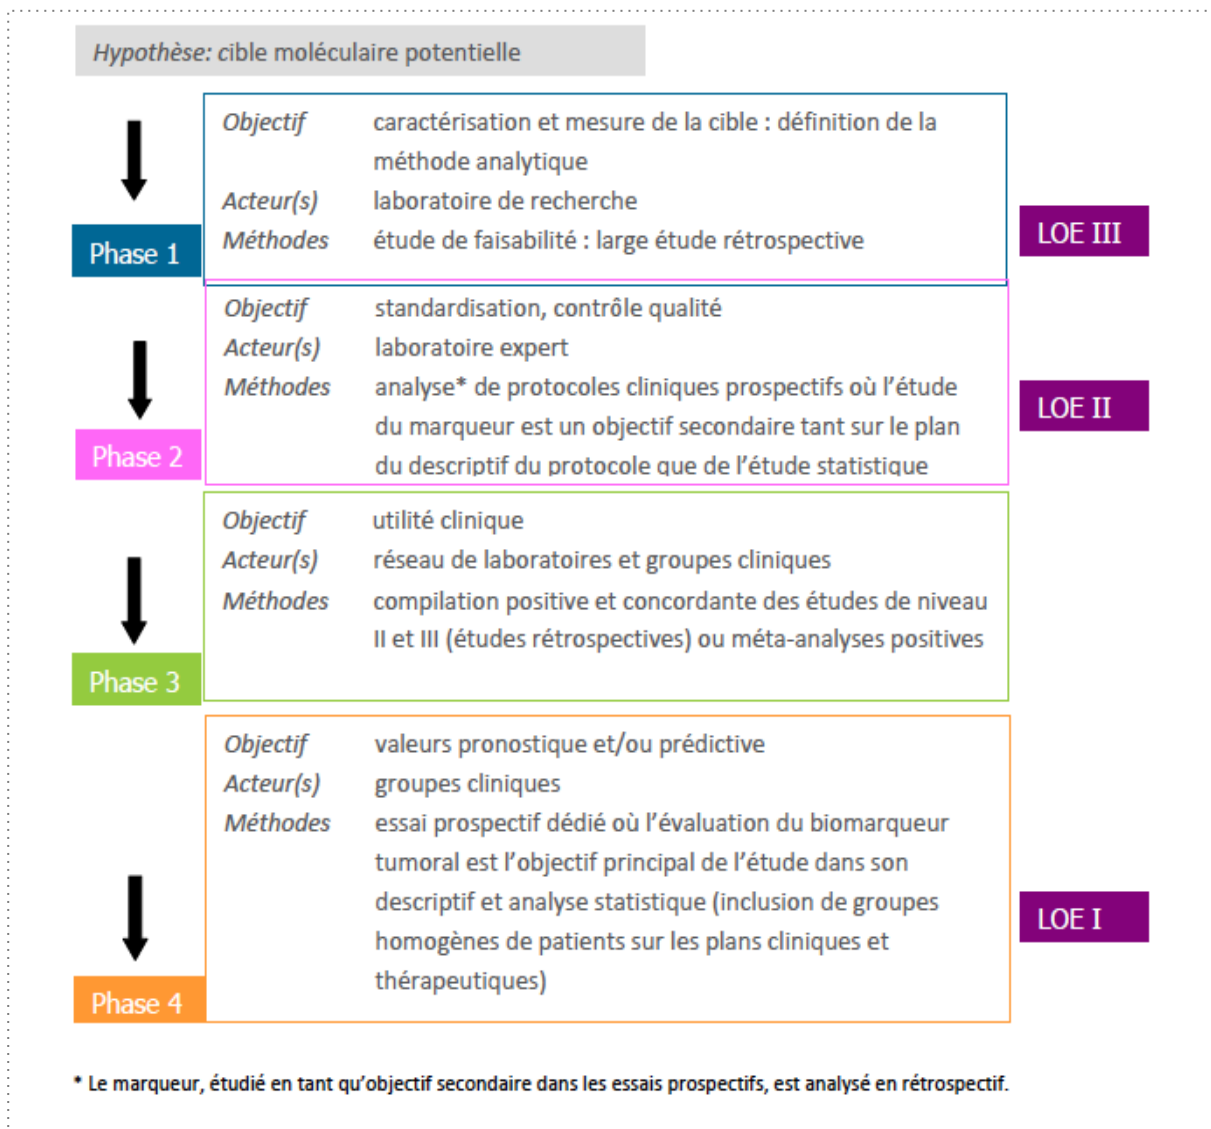 Hypothèse: cible moléculaire potentielle
Objectif caractérisation et mesure de la cible : définition de la
méthode analytique
Acteur(s) laboratoire de recherche
Méthodes étude de faisabilité : large étude rétrospective
Phase 1
LOE III
Objectif standardisation, contrôle qualité
Acteur(s) laboratoire expert
Méthodes analyse* de protocoles cliniques prospectifs où l'étude
du marqueur est un objectif secondaire tant sur le plan
du descriptif du protocole que de l'étude statistique
Phase 2
LOE II
Objectif utilité clinique
Acteur(s) réseau de laboratoires et groupes cliniques
Méthodes compilation positive et concordante des études de niveau
II et III (études rétrospectives) ou méta-analyses positives
Phase 3
Objectif valeurs pronostique et/ou prédictive
Acteur(s) groupes cliniques
Méthodes essai prospectif dédié où l'évaluation du biomarqueur
tumoral est l'objectif principal de l'étude dans son
descriptif et analyse statistique (inclusion de groupes
homogènes de patients sur les plans cliniques et
thérapeutiques)
Phase 4
LOE I
* Le marqueur, étudié en tant qu'objectif secondaire dans les essais prospectifs, est analysé en rétrospectif.